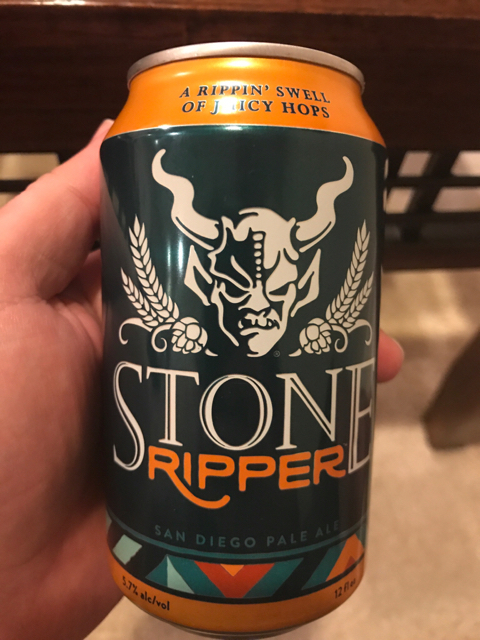 A RIPPIN' SWELL
OF JUICY HOPS
STONE
RIPPER
SAN DIEGO PALE ALE
5.7% alc/vol
12 fl oz